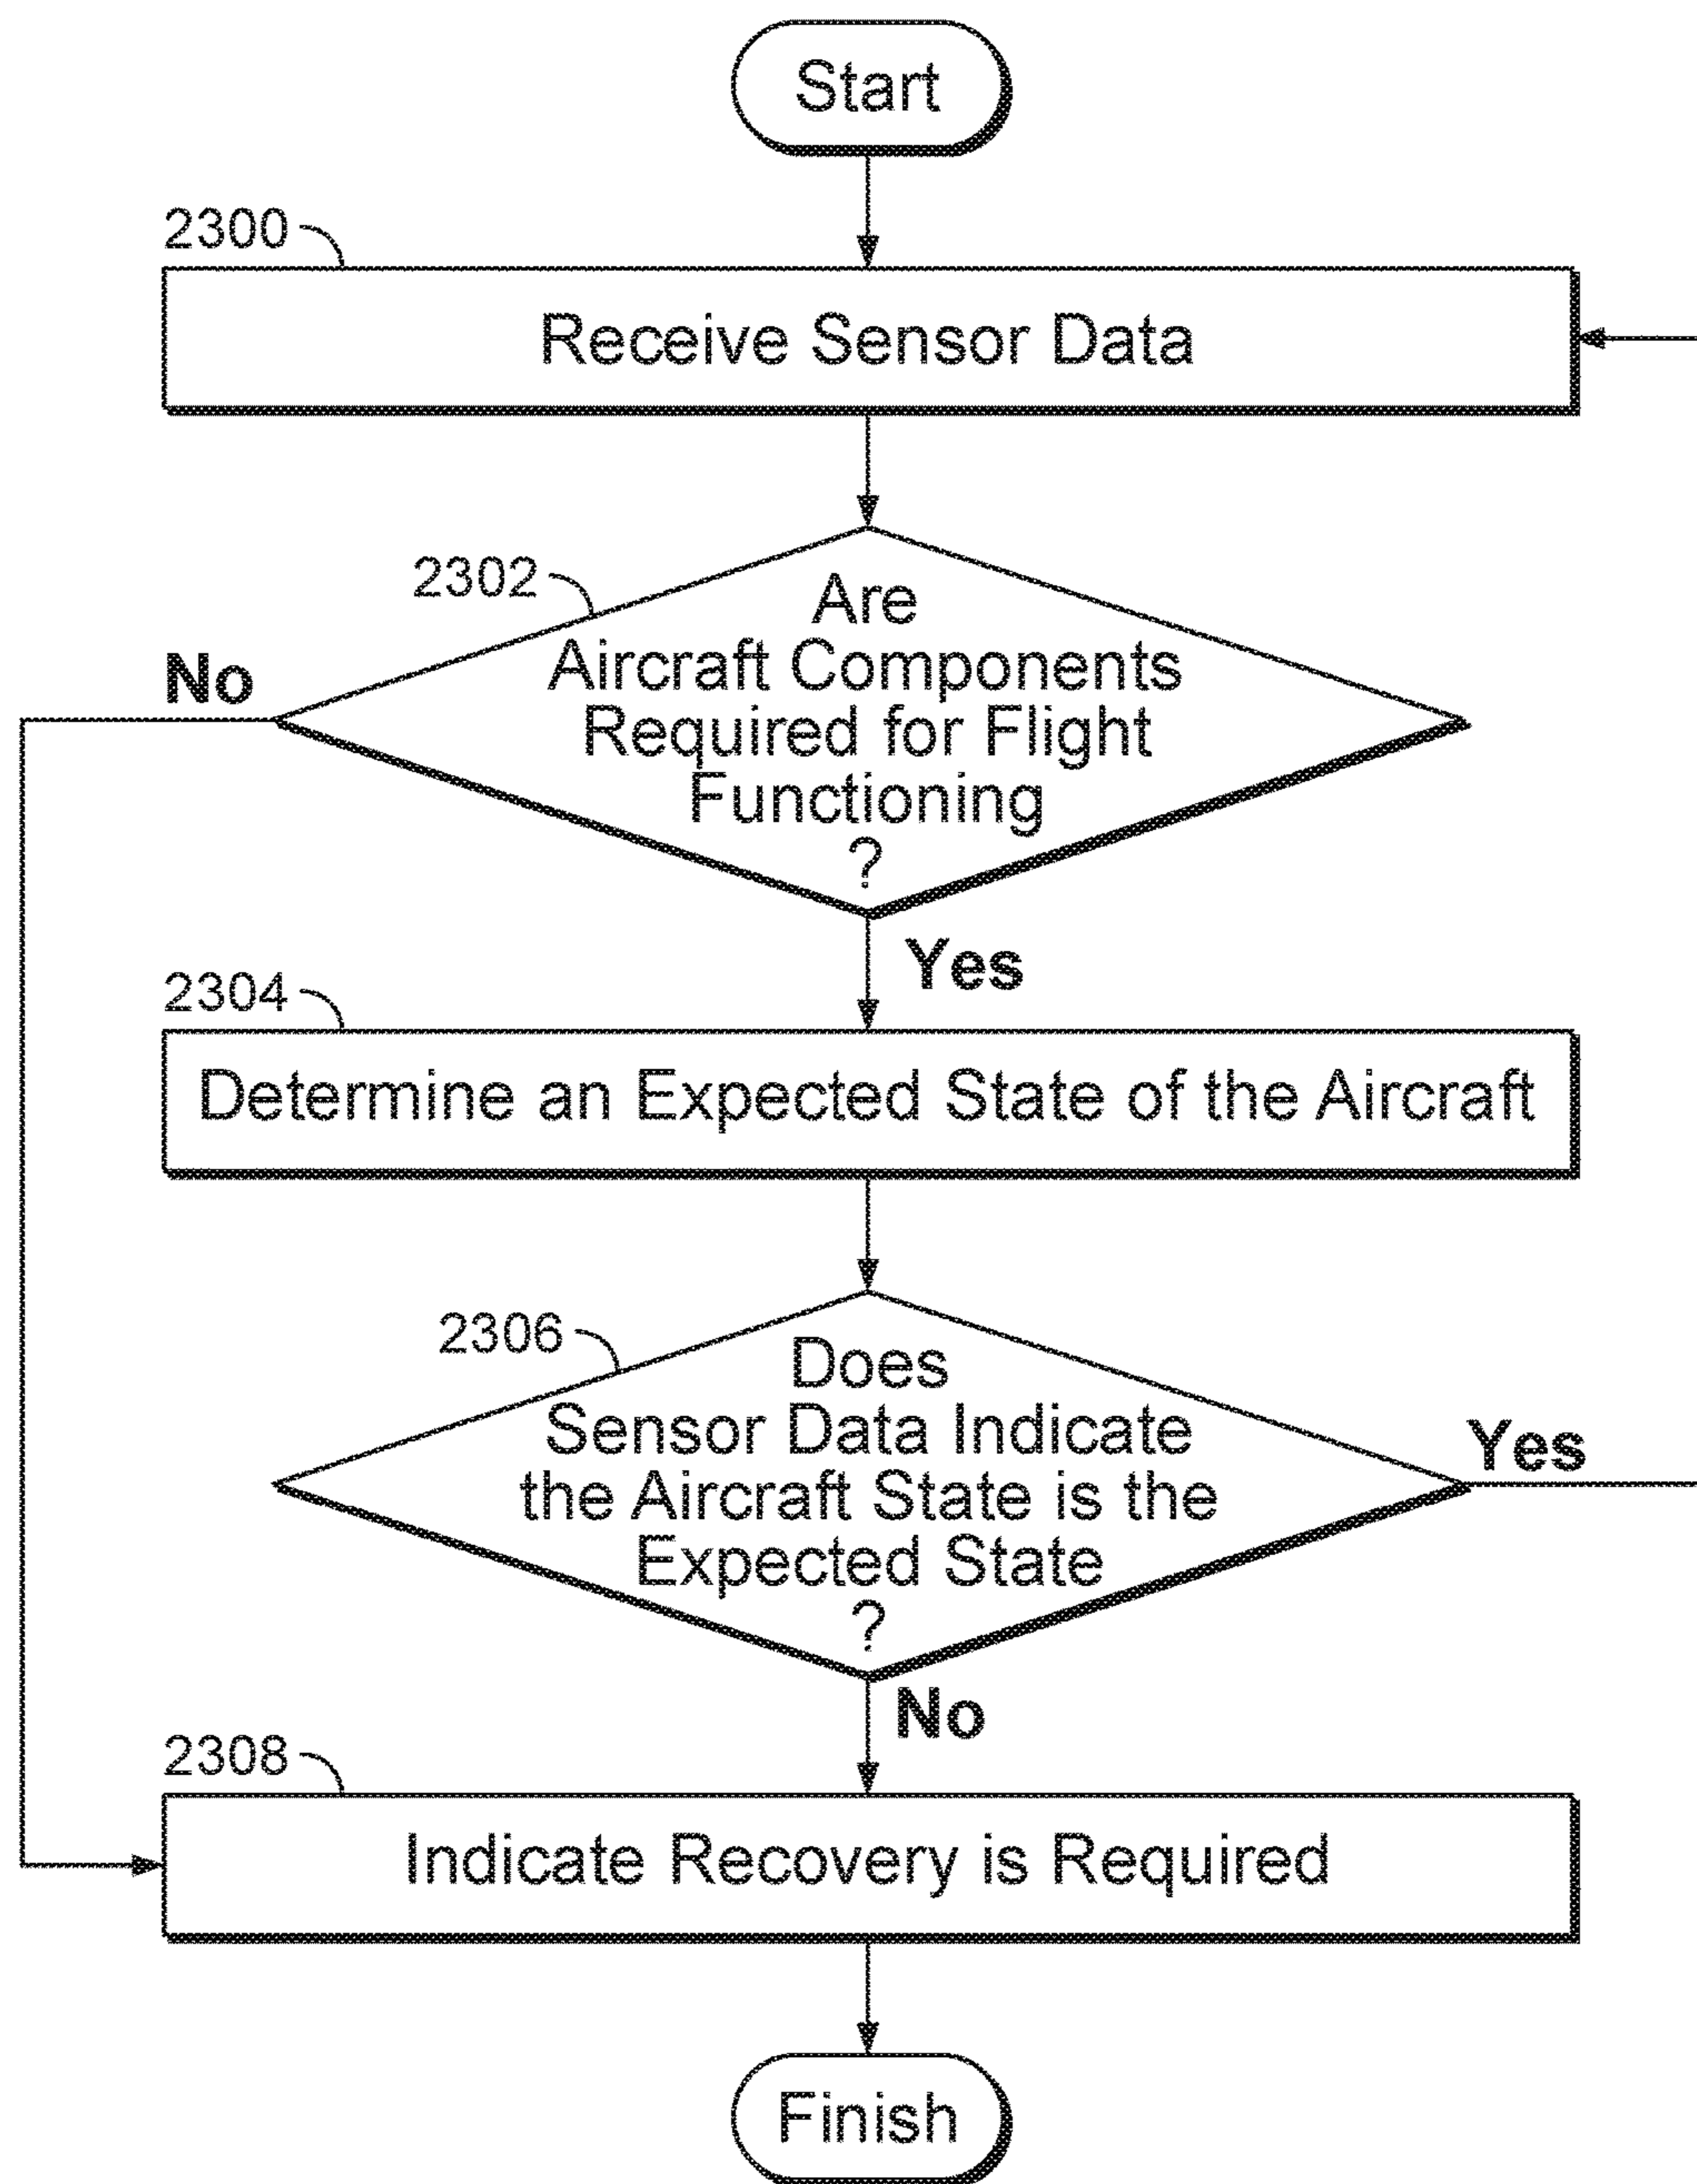 Start
2300
Receive Sensor Data
2302
Are
Aircraft Components
Required for Flight
Functioning
?
No
Yes
2304
Determine an Expected State of the Aircraft
2306
Does
Sensor Data Indicate
the Aircraft State is the
Expected State
?
Yes
No
2308
Indicate Recovery is Required
Finish